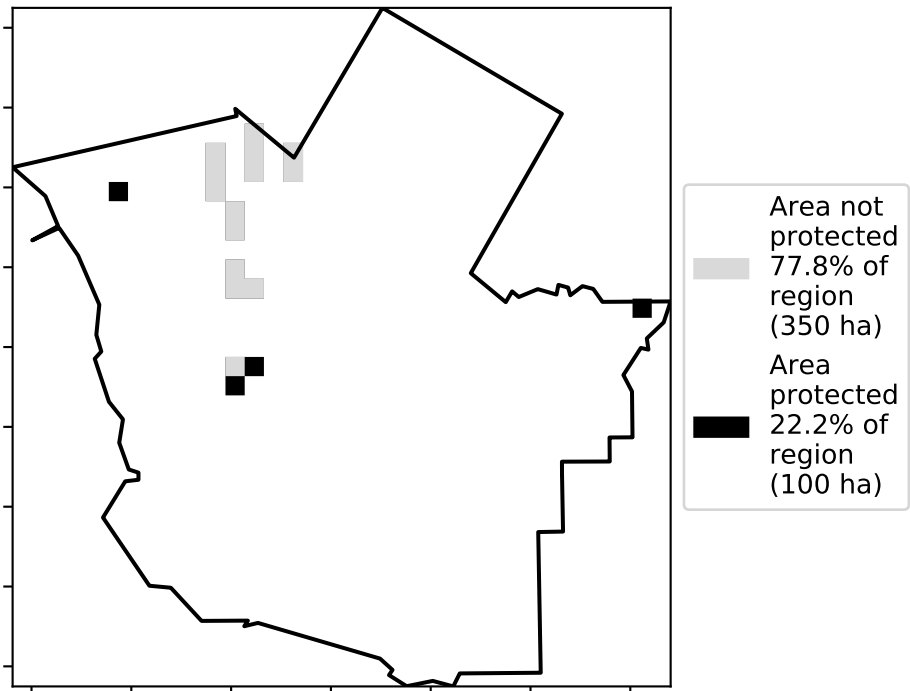 Area not
protected
77.8% of
region
(350 ha)
Area
protected
22.2% of
region
(100 ha)